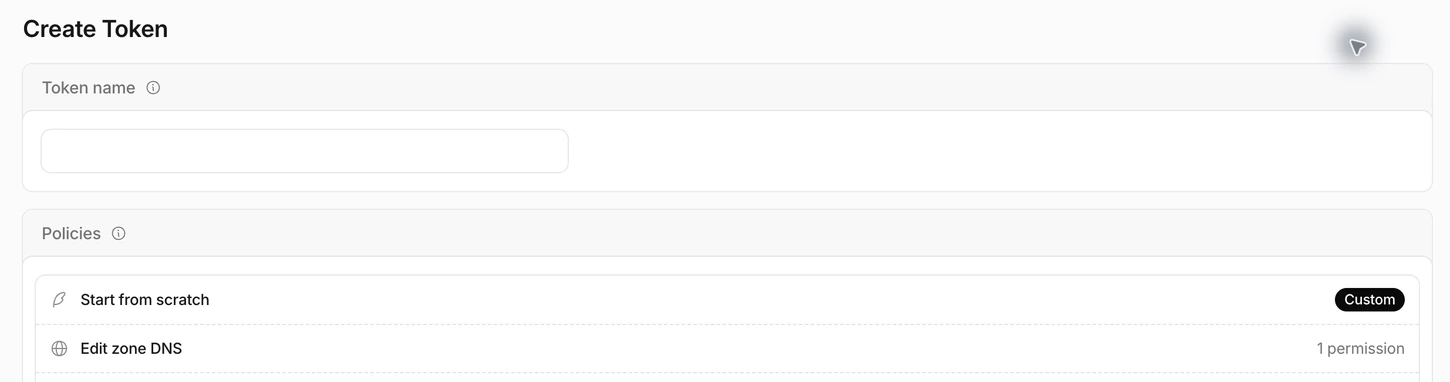 Create Token
Token name
Policies
Start from scratch
Custom
Edit zone DNS
1 permission